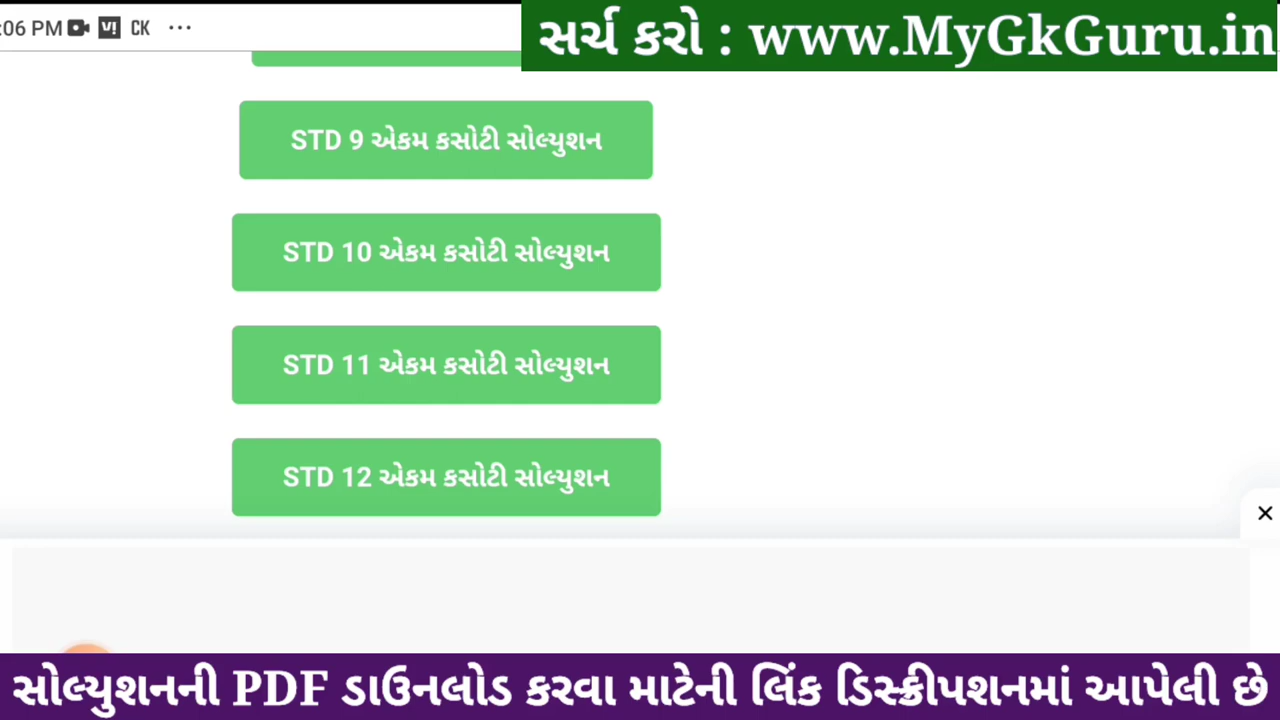 :06 PM V! CK ...
સર્ચ કરો : www.MyGkGuru.in
STD 9 એકમ કસોટી સોલ્યુશન
STD 10 એકમ કસોટી સોલ્યુશન
STD 11 એકમ કસોટી સોલ્યુશન
STD 12 એકમ કસોટી સોલ્યુશન
સોલ્યુશનની PDF ડાઉનલોડ કરવા માટેની લિંક ડિસ્ક્રીપશનમાં આપેલી છે